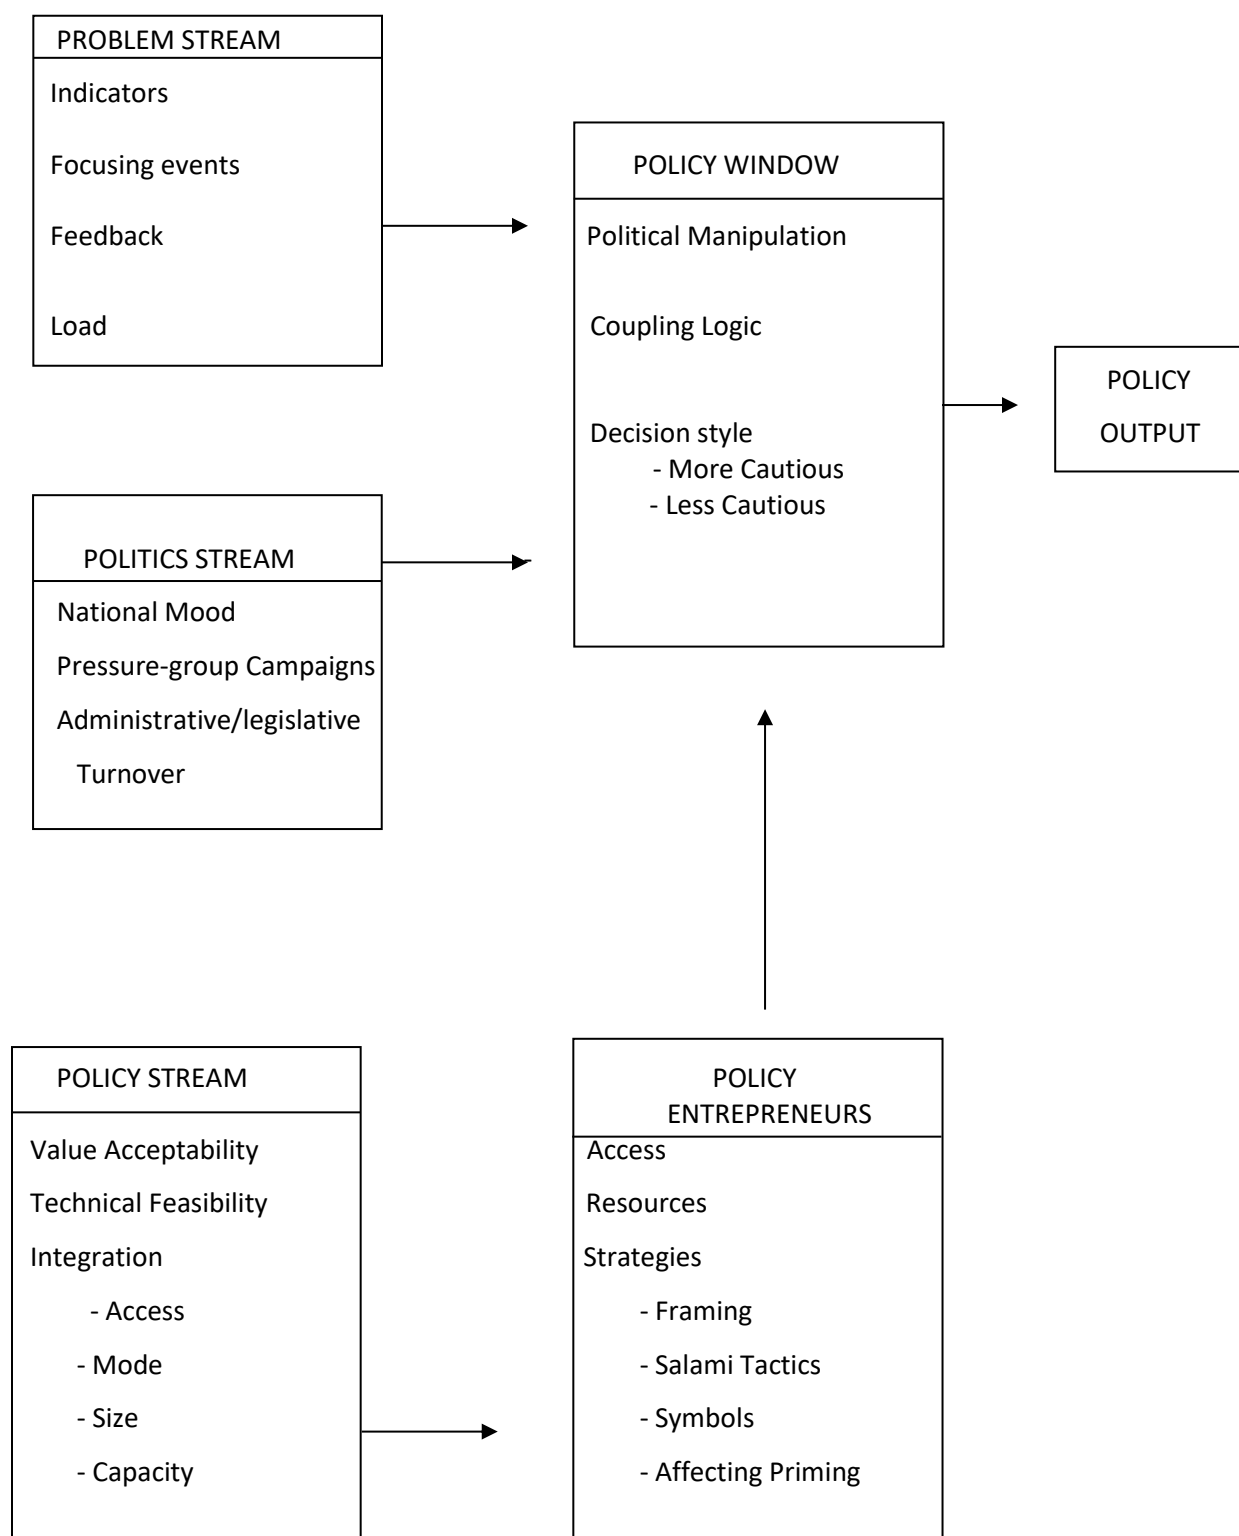 PROBLEM STREAM
Indicators
Focusing events
Feedback
Load
POLICY WINDOW
Political Manipulation
Coupling Logic
Decision style
- More Cautious
- Less Cautious
POLICY
OUTPUT
POLITICS STREAM
National Mood
Pressure-group Campaigns
Administrative/legislative
Turnover
POLICY STREAM
Value Acceptability
Technical Feasibility
Integration
- Access
- Mode
- Size
- Capacity
POLICY
ENTREPRENEURS
Access
Resources
Strategies
- Framing
- Salami Tactics
- Symbols
- Affecting Priming